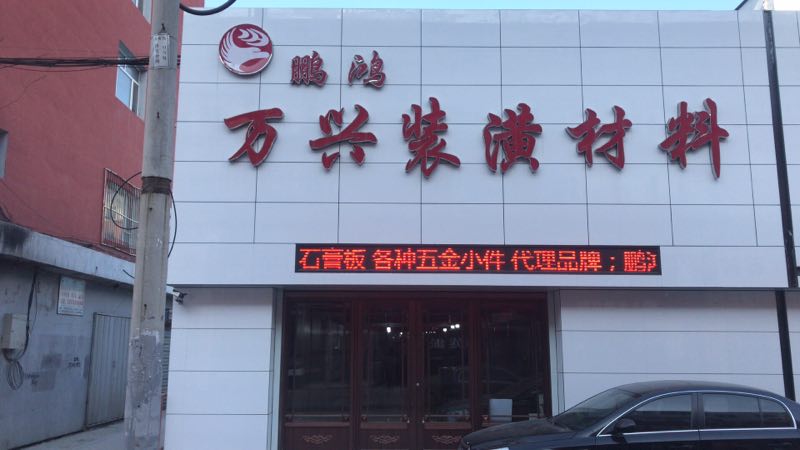 鹏鸿
万兴装潢材料
石膏板 各种五金小件 代理品牌；鹏